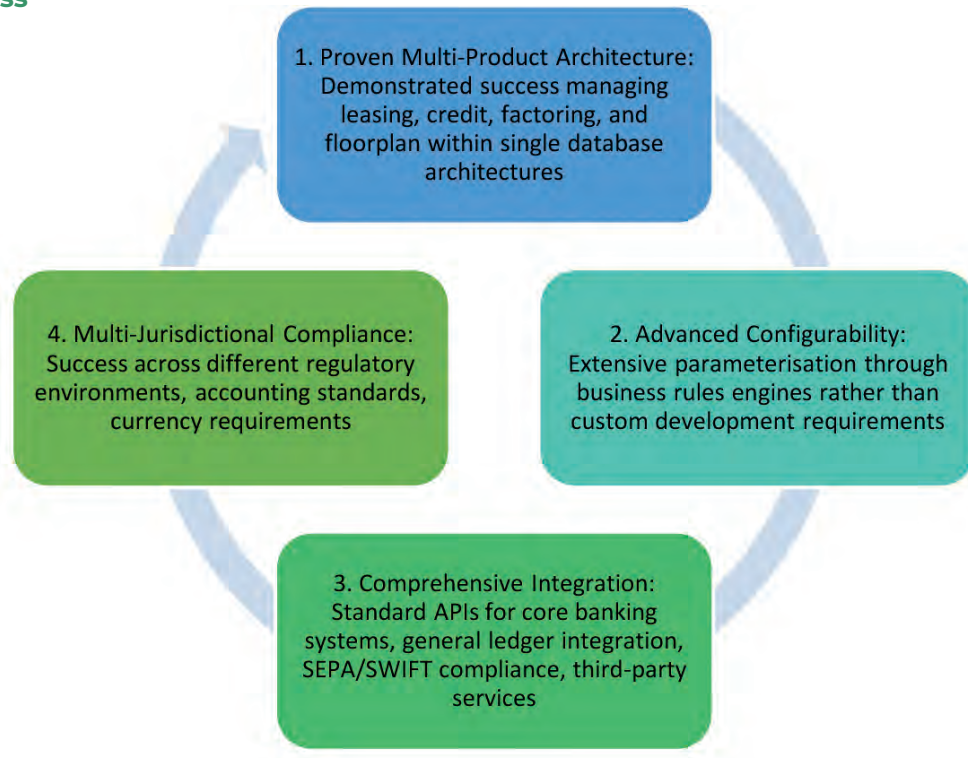 1. Proven Multi-Product Architecture:
Demonstrated success managing
leasing, credit, factoring, and
floorplan within single database
architectures
2. Advanced Configurability:
Extensive parameterisation through
business rules engines rather than
custom development requirements
3. Comprehensive Integration:
Standard APIs for core banking
systems, general ledger integration,
SEPA/SWIFT compliance, third-party
services
4. Multi-Jurisdictional Compliance:
Success across different regulatory
environments, accounting standards,
currency requirements